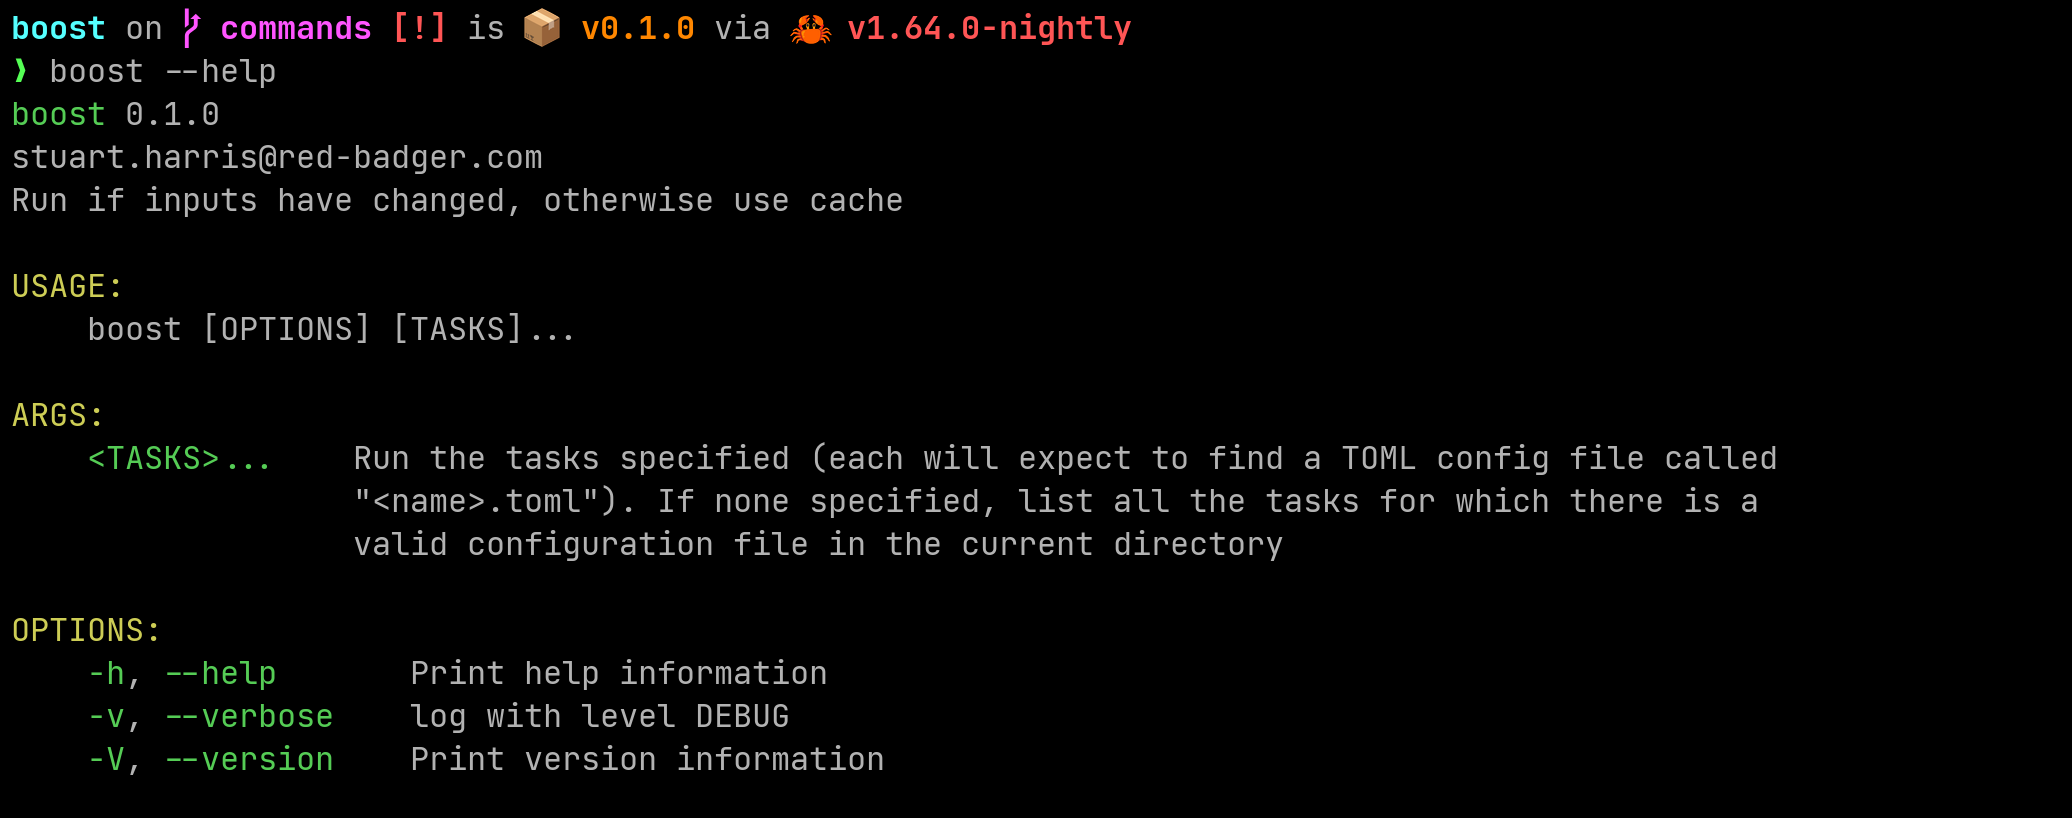 boost on commands [!] is 📦 v0.1.0 via 🦀 v1.64.0-nightly
❱ boost --help
boost 0.1.0
stuart.harris@red-badger.com
Run if inputs have changed, otherwise use cache
USAGE:
    boost [OPTIONS] [TASKS]...
ARGS:
    <TASKS>...    Run the tasks specified (each will expect to find a TOML config file called
                  "<name>.toml"). If none specified, list all the tasks for which there is a
                  valid configuration file in the current directory
OPTIONS:
    -h, --help       Print help information
    -v, --verbose    log with level DEBUG
    -V, --version    Print version information